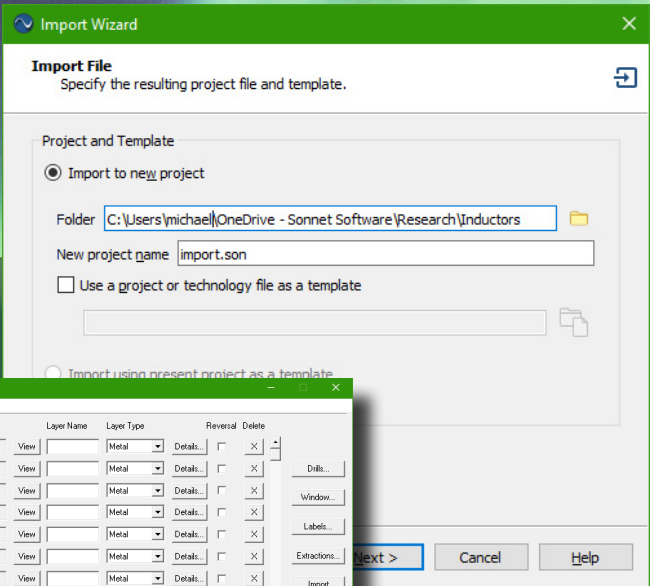 Import Wizard
Import File
Specify the resulting project file and template.
Project and Template
Import to new project
Folder C:\Users\michael\OneDrive - Sonnet Software\Research\Inductors
New project name import.son
Use a project or technology file as a template
Import using present project as a template
Layer Name Layer Type Reversal Delete
View Metal Details... X
View Metal Details... X Drills...
View Metal Details... X Window...
View Metal Details... X Labels...
View Metal Details... X Extractions...
View Metal Details... X Import
Next > Cancel Help